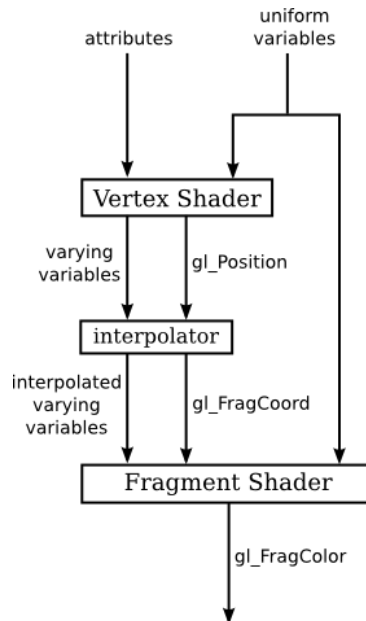 uniform
variables
attributes
Vertex Shader
varying
variables
gl_Position
interpolator
interpolated
varying
variables
gl_FragCoord
Fragment Shader
gl_FragColor